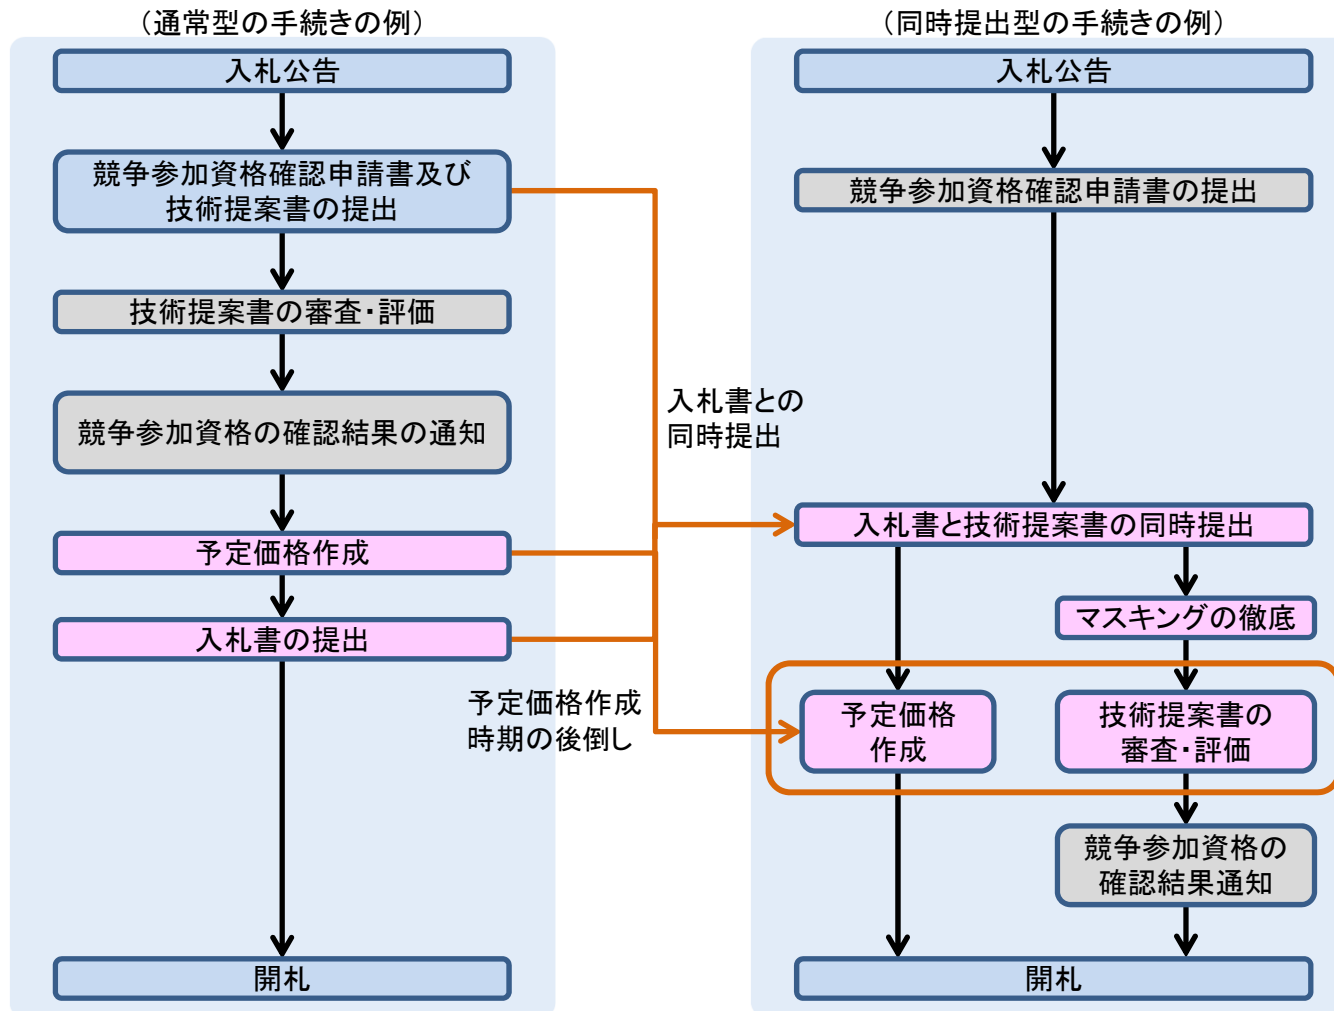 （通常型の手続きの例）
入札公告
競争参加資格確認申請書及び
技術提案書の提出
技術提案書の審査・評価
競争参加資格の確認結果の通知
予定価格作成
入札書の提出
開札
入札書との
同時提出
予定価格作成
時期の後倒し
（同時提出型の手続きの例）
入札公告
競争参加資格確認申請書の提出
入札書と技術提案書の同時提出
マスキングの徹底
予定価格
作成
技術提案書の
審査・評価
競争参加資格の
確認結果通知
開札